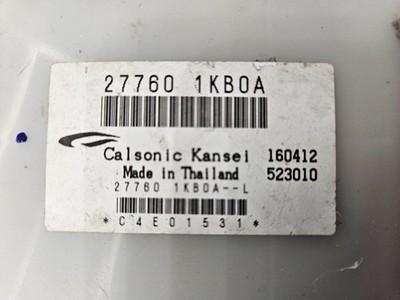 27760 1KB0A
Calsonic Kansei 160412
Made in Thailand 523010
27760 1KB0A--L
*C4E01531*